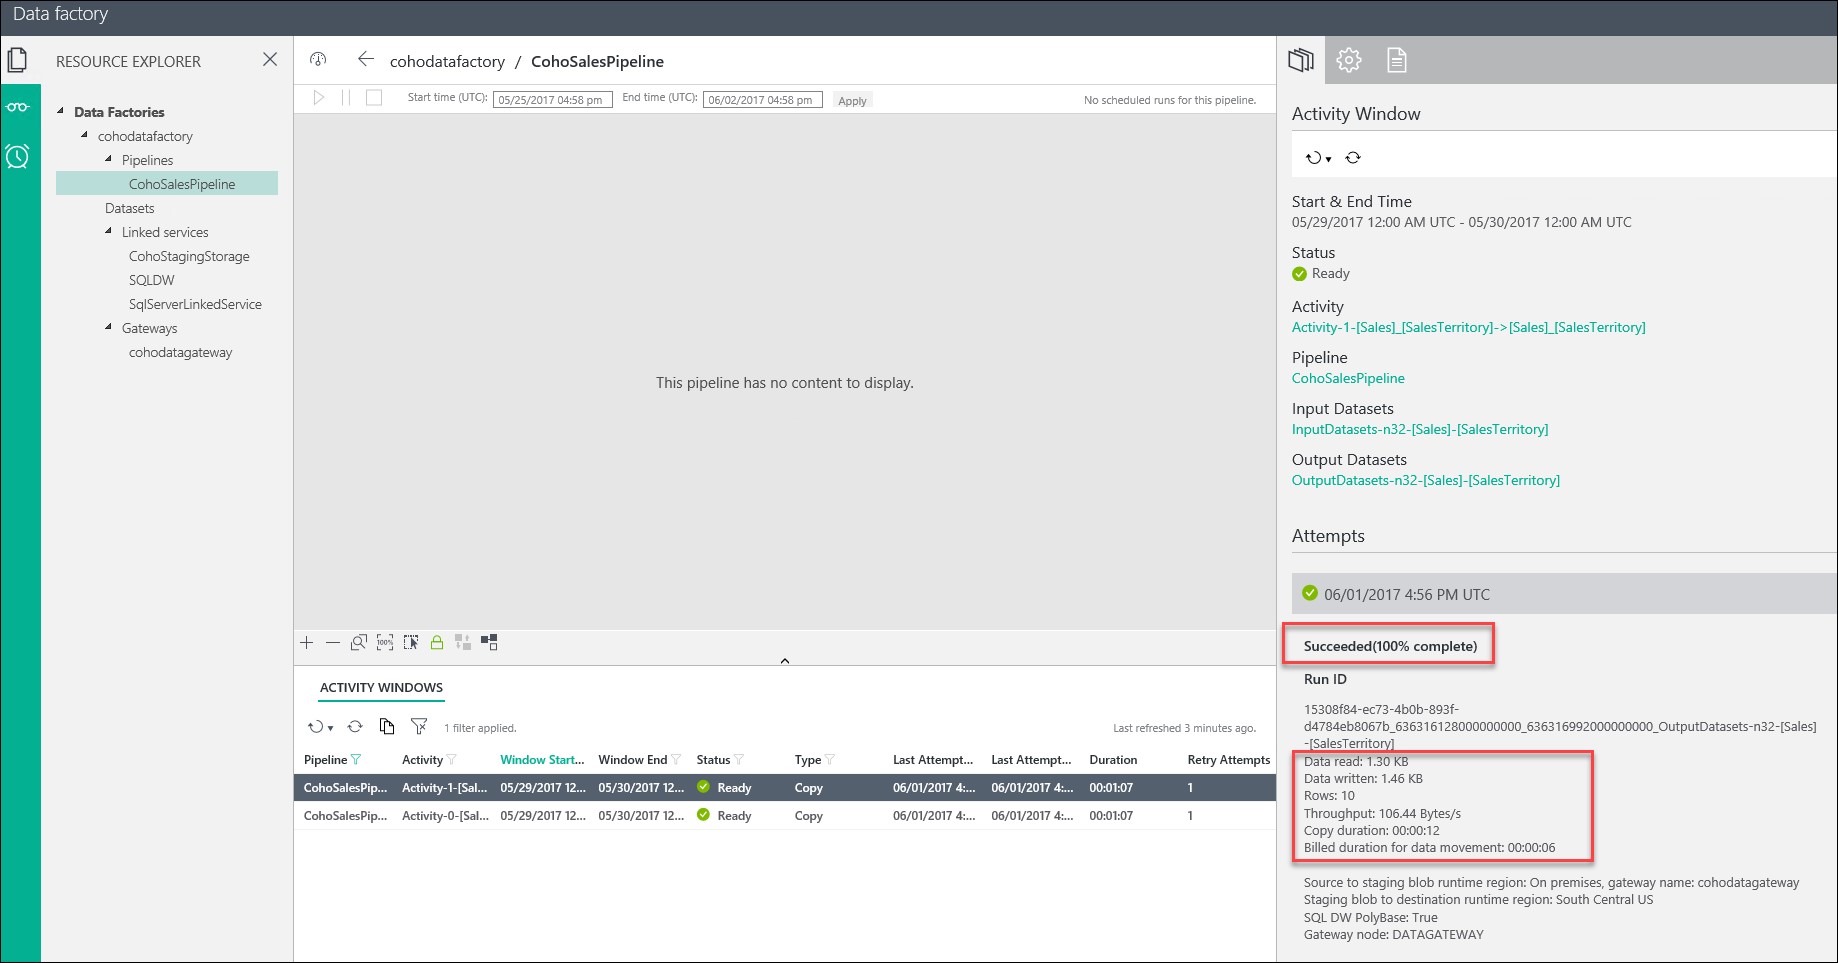 Data factory
RESOURCE EXPLORER
Data Factories
cohodatafactory
Pipelines
CohoSalesPipeline
Datasets
Linked services
CohoStagingStorage
SQLDW
SqlServerLinkedService
Gateways
cohodatagateway
cohodatafactory / CohoSalesPipeline
Start time (UTC): 05/25/2017 04:58 pm End time (UTC): 06/02/2017 04:58 pm Apply No scheduled runs for this pipeline.
This pipeline has no content to display.
100%
ACTIVITY WINDOWS
1 filter applied. Last refreshed 3 minutes ago.
Pipeline Activity Window Start... Window End Status Type Last Attempt... Last Attempt... Duration Retry Attempts
CohoSalesPip... Activity-1-[Sal... 05/29/2017 12... 05/30/2017 12... Ready Copy 06/01/2017 4:... 06/01/2017 4:... 00:01:07 1
CohoSalesPip... Activity-0-[Sal... 05/29/2017 12... 05/30/2017 12... Ready Copy 06/01/2017 4:... 06/01/2017 4:... 00:01:07 1
Activity Window
Start & End Time
05/29/2017 12:00 AM UTC - 05/30/2017 12:00 AM UTC
Status
Ready
Activity
Activity-1-[Sales]_[SalesTerritory]->[Sales]_[SalesTerritory]
Pipeline
CohoSalesPipeline
Input Datasets
InputDatasets-n32-[Sales]-[SalesTerritory]
Output Datasets
OutputDatasets-n32-[Sales]-[SalesTerritory]
Attempts
06/01/2017 4:56 PM UTC
Succeeded(100% complete)
Run ID
15308f84-ec73-4b0b-893f-
d4784eb8067b_636316128000000000_636316992000000000_OutputDatasets-n32-[Sales]
-[SalesTerritory]
Data read: 1.30 KB
Data written: 1.46 KB
Rows: 10
Throughput: 106.44 Bytes/s
Copy duration: 00:00:12
Billed duration for data movement: 00:00:06
Source to staging blob runtime region: On premises, gateway name: cohodatagateway
Staging blob to destination runtime region: South Central US
SQL DW PolyBase: True
Gateway node: DATAGATEWAY